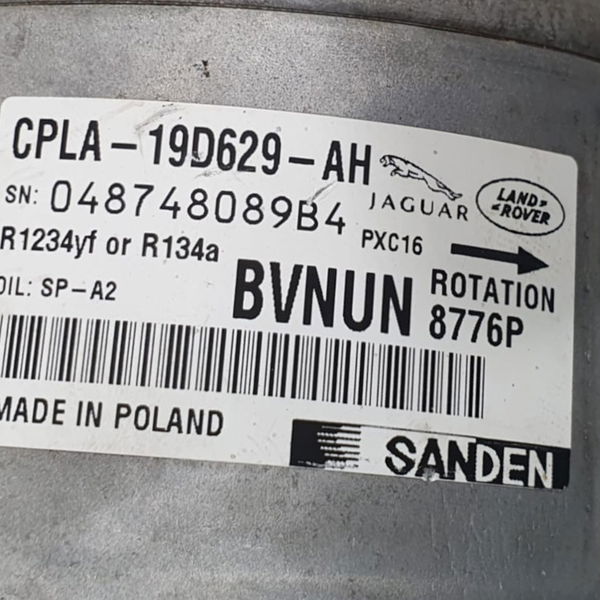 CPLA-19D629-AH
JAGUAR
LAND-
-ROVER
SN: 048748089B4
R1234yf or R134a
PXC16
OIL: SP-A2
BVNUN
ROTATION
8776P
MADE IN POLAND
SANDEN